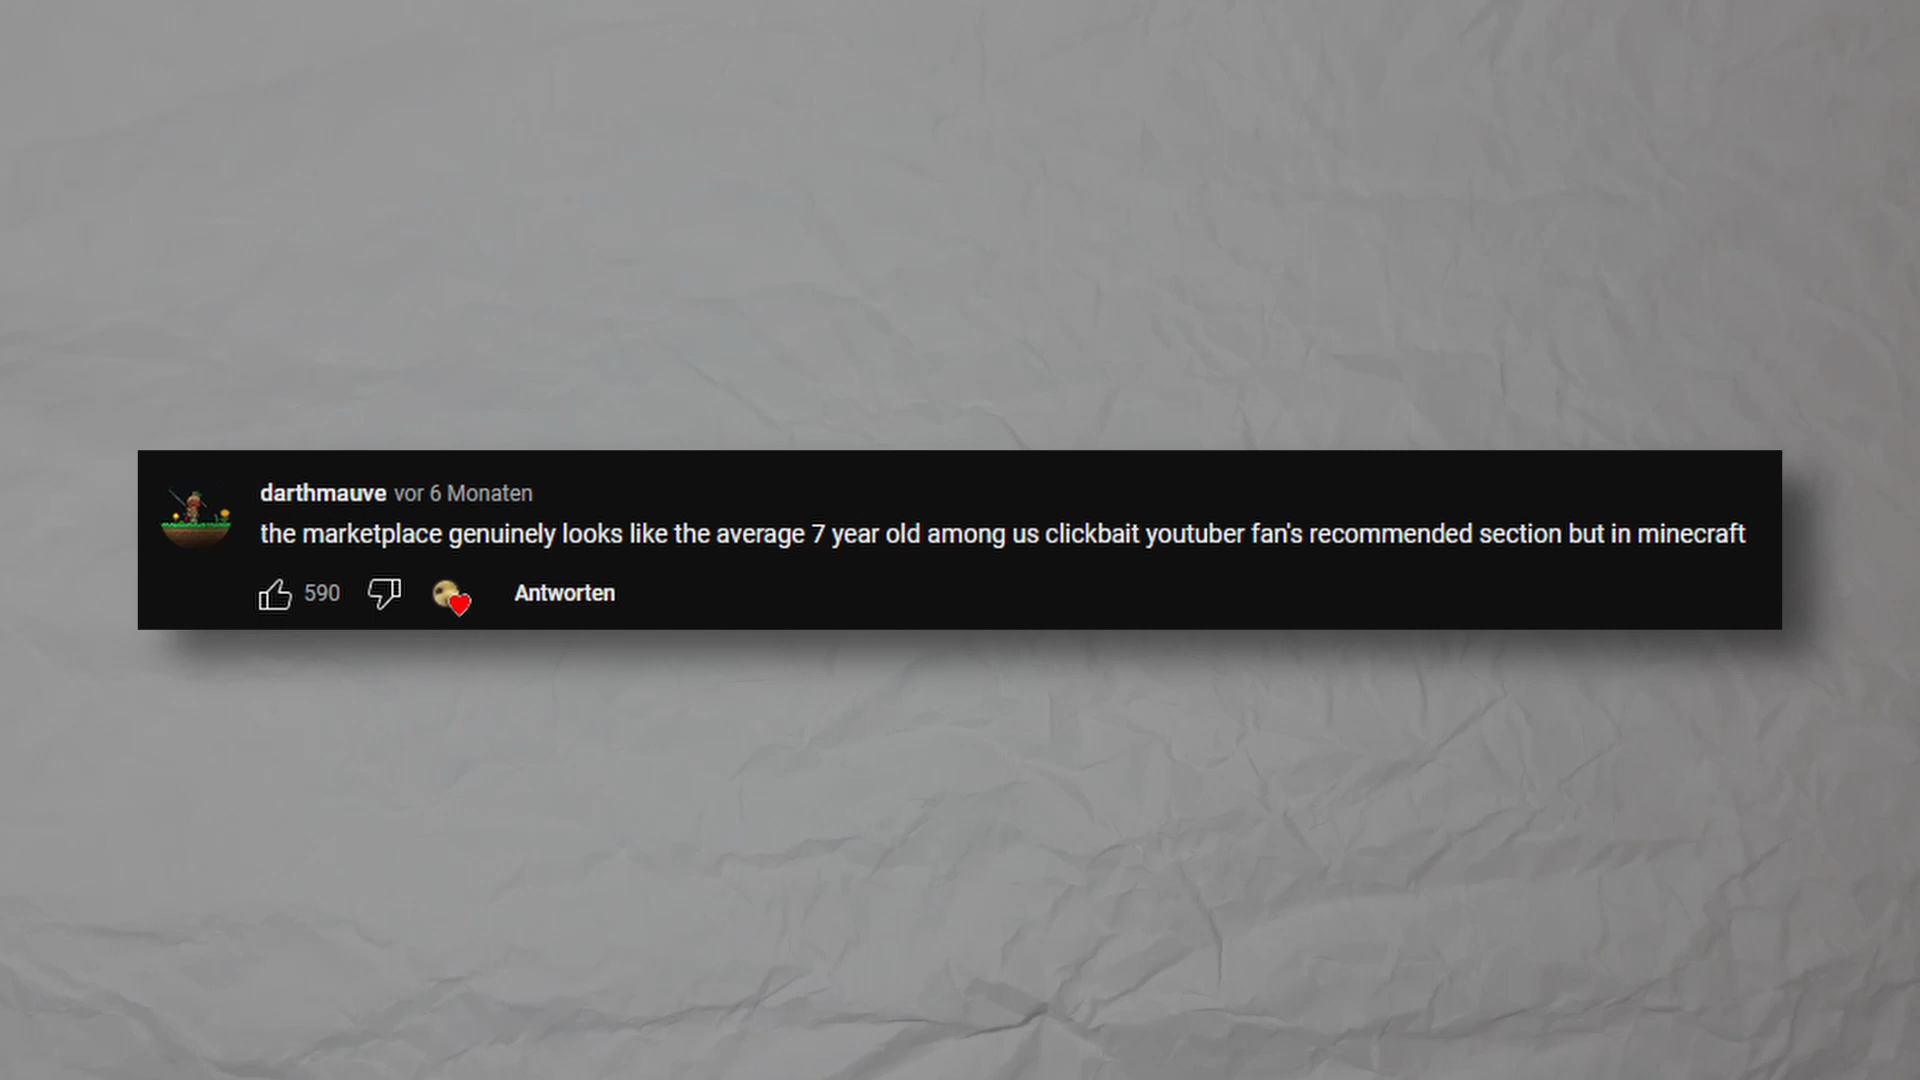 darthmauve vor 6 Monaten
the marketplace genuinely looks like the average 7 year old among us clickbait youtuber fan's recommended section but in minecraft
590 Antworten